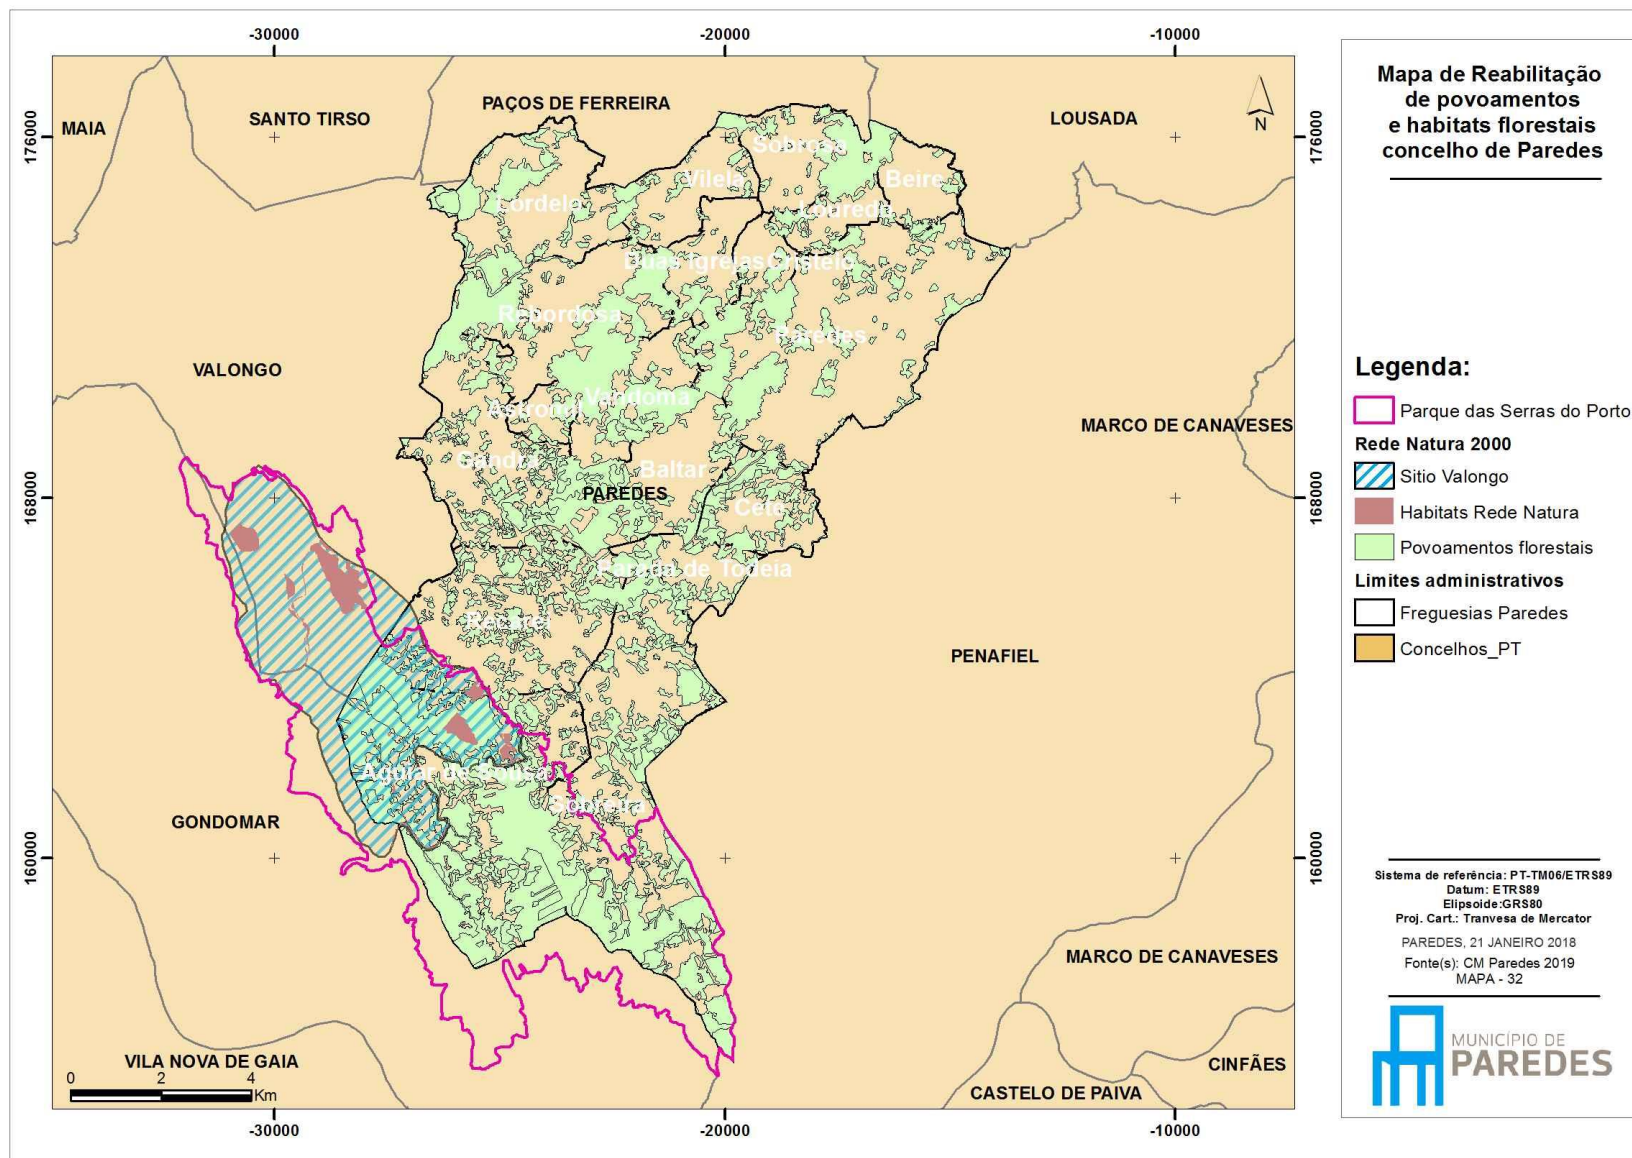 -30000
-20000
-10000
PAÇOS DE FERREIRA
SANTO TIRSO
LOUSADA
MAIA
176000
176000
Sobrosa
Vilela
Beire
Lordelo
Louredo
Duas Igrejas
Cristelo
Rebordosa
Paredes
VALONGO
Vandoma
Astromil
MARCO DE CANAVESES
Gandra
Baltar
PAREDES
168000
168000
Cete
Parada de Todeia
Recarei
PENAFIEL
Aguiar de Sousa
Sobreira
GONDOMAR
160000
160000
MARCO DE CANAVESES
VILA NOVA DE GAIA
CINFÃES
CASTELO DE PAIVA
0 2 4
Km
-30000
-20000
-10000
N
Mapa de Reabilitação
de povoamentos
e habitats florestais
concelho de Paredes
Legenda:
Parque das Serras do Porto
Rede Natura 2000
Sitio Valongo
Habitats Rede Natura
Povoamentos florestais
Limites administrativos
Freguesias Paredes
Concelhos_PT
Sistema de referência: PT-TM06/ETRS89
Datum: ETRS89
Elipsoide:GRS80
Proj. Cart.: Tranvesa de Mercator
PAREDES, 21 JANEIRO 2018
Fonte(s): CM Paredes 2019
MAPA - 32
MUNICÍPIO DE
PAREDES